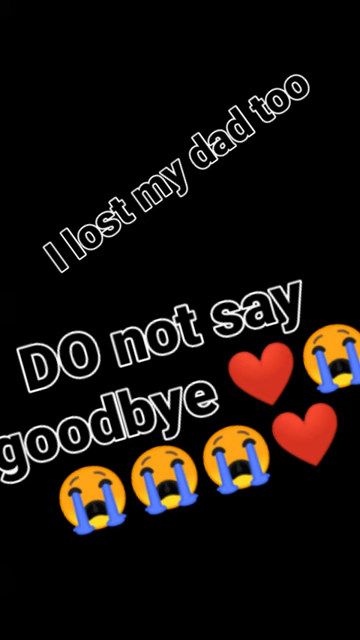 I lost my dad too
DO not say
goodbye ❤️😭
😭😭😭❤️